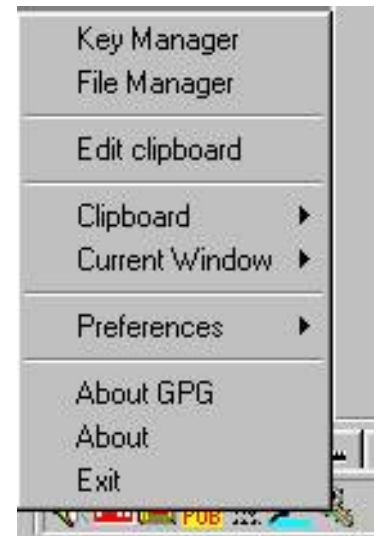 Key Manager
File Manager
Edit clipboard
Clipboard
Current Window
Preferences
About GPG
About
Exit
PUB